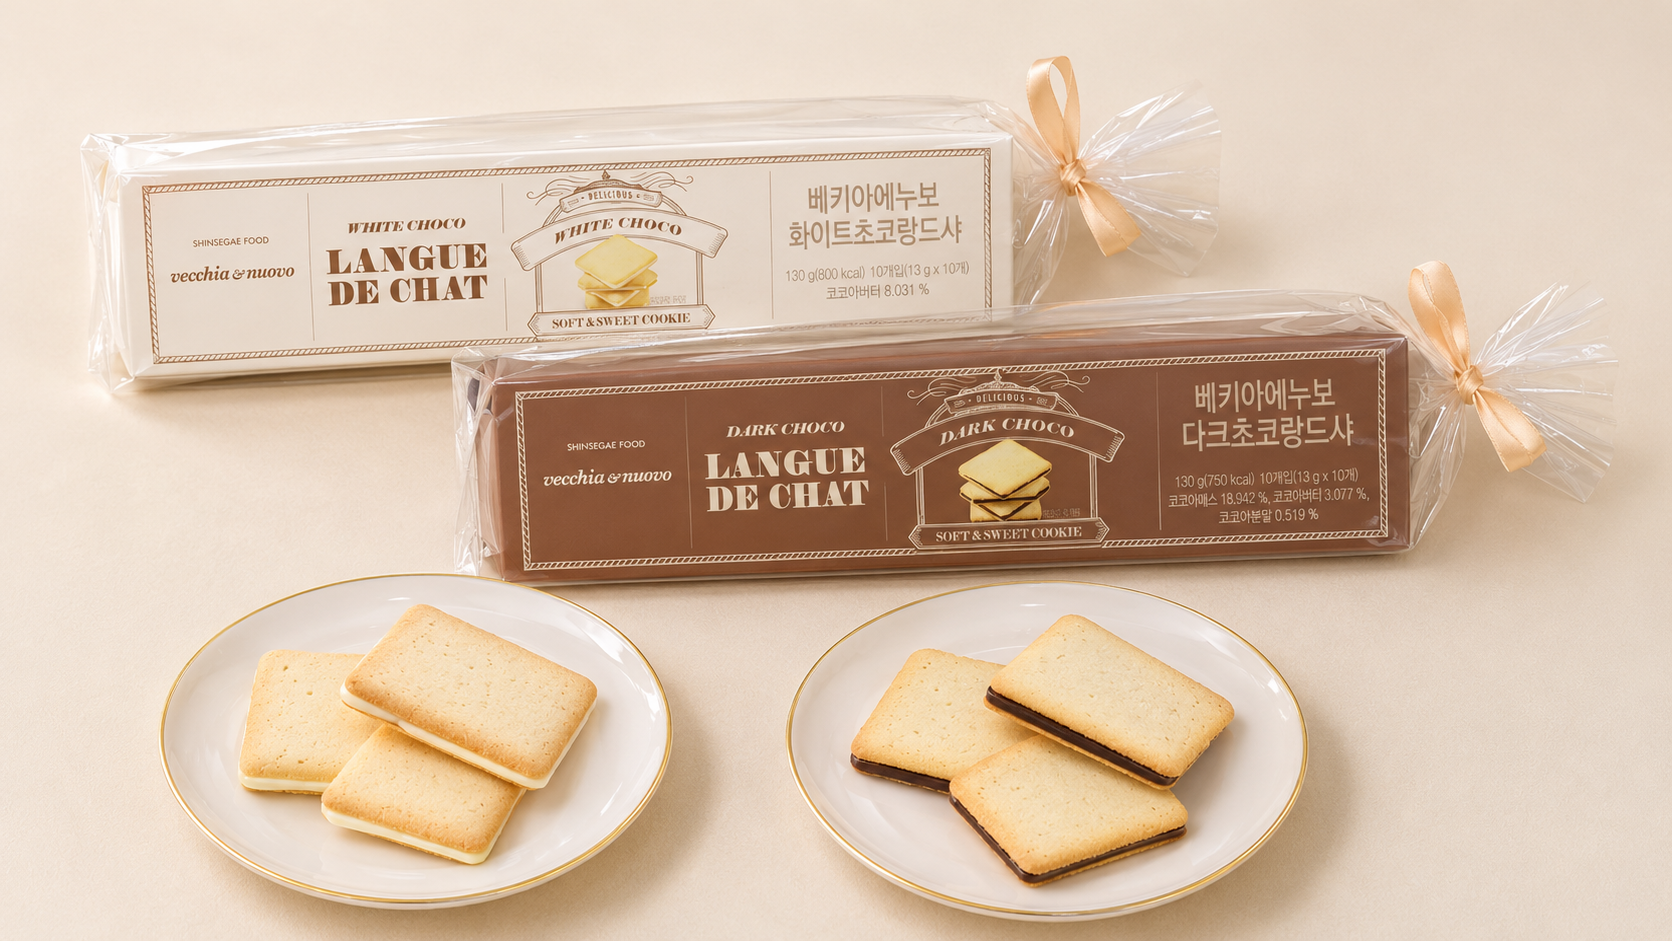 SHINSEGAE FOOD
vecchia & nuovo
WHITE CHOCO
LANGUE
DE CHAT
DELICIOUS
WHITE CHOCO
SOFT & SWEET COOKIE
베키아에누보
화이트초코랑드샤
130 g(800 kcal) 10개입(13 g x 10개)
코코아버터 8.031 %
SHINSEGAE FOOD
vecchia & nuovo
DARK CHOCO
LANGUE
DE CHAT
DELICIOUS
DARK CHOCO
SOFT & SWEET COOKIE
베키아에누보
다크초코랑드샤
130 g(750 kcal) 10개입(13 g x 10개)
코코아매스 18.942 %, 코코아버터 3.077 %,
코코아분말 0.519 %